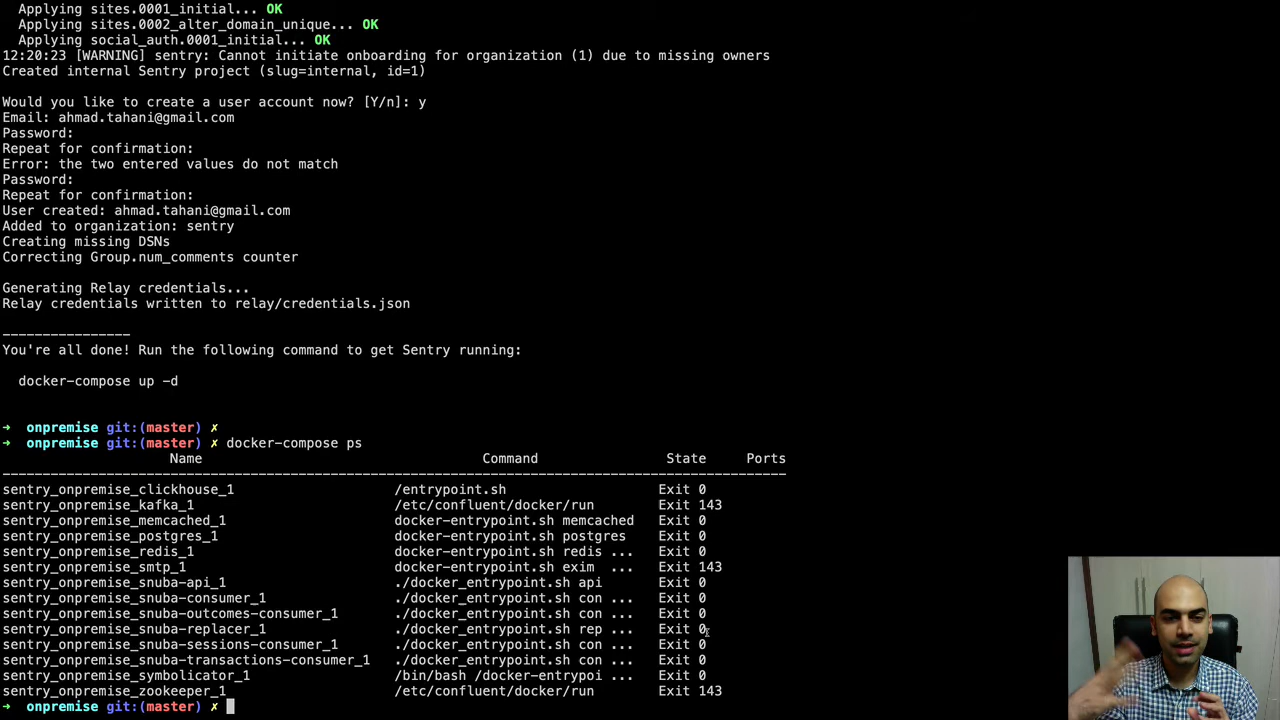 Applying sites.0001_initial... OK
Applying sites.0002_alter_domain_unique... OK
Applying social_auth.0001_initial... OK
12:20:23 [WARNING] sentry: Cannot initiate onboarding for organization (1) due to missing owners
Created internal Sentry project (slug=internal, id=1)
Would you like to create a user account now? [Y/n]: y
Email: ahmad.tahani@gmail.com
Password:
Repeat for confirmation:
Error: the two entered values do not match
Password:
Repeat for confirmation:
User created: ahmad.tahani@gmail.com
Added to organization: sentry
Creating missing DSNs
Correcting Group.num_comments counter
Generating Relay credentials...
Relay credentials written to relay/credentials.json
----------------
You're all done! Run the following command to get Sentry running:
docker-compose up -d
➜ onpremise git:(master) ✗
➜ onpremise git:(master) ✗ docker-compose ps
Name Command State Ports
sentry_onpremise_clickhouse_1 /entrypoint.sh Exit 0
sentry_onpremise_kafka_1 /etc/confluent/docker/run Exit 143
sentry_onpremise_memcached_1 docker-entrypoint.sh memcached Exit 0
sentry_onpremise_postgres_1 docker-entrypoint.sh postgres Exit 0
sentry_onpremise_redis_1 docker-entrypoint.sh redis ... Exit 0
sentry_onpremise_smtp_1 docker-entrypoint.sh exim ... Exit 143
sentry_onpremise_snuba-api_1 ./docker_entrypoint.sh api Exit 0
sentry_onpremise_snuba-consumer_1 ./docker_entrypoint.sh con ... Exit 0
sentry_onpremise_snuba-outcomes-consumer_1 ./docker_entrypoint.sh con ... Exit 0
sentry_onpremise_snuba-replacer_1 ./docker_entrypoint.sh rep ... Exit 0
sentry_onpremise_snuba-sessions-consumer_1 ./docker_entrypoint.sh con ... Exit 0
sentry_onpremise_snuba-transactions-consumer_1 ./docker_entrypoint.sh con ... Exit 0
sentry_onpremise_symbolicator_1 /bin/bash /docker-entrypoi ... Exit 0
sentry_onpremise_zookeeper_1 /etc/confluent/docker/run Exit 143
➜ onpremise git:(master) ✗